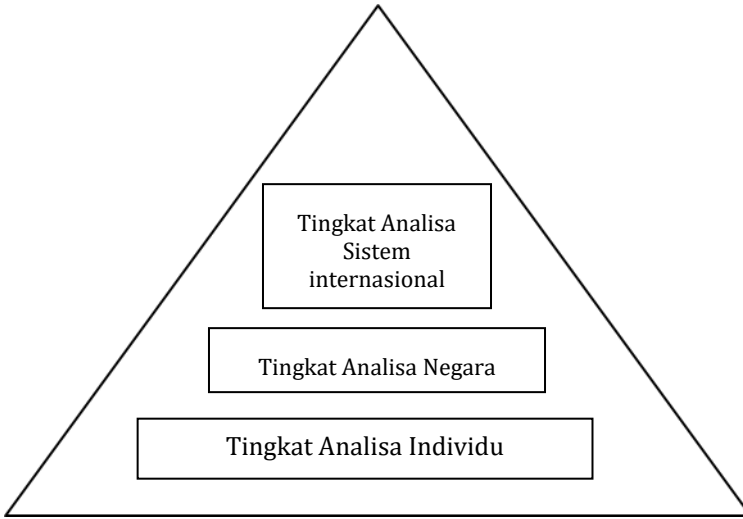 Tingkat Analisa
Sistem
internasional
Tingkat Analisa Negara
Tingkat Analisa Individu